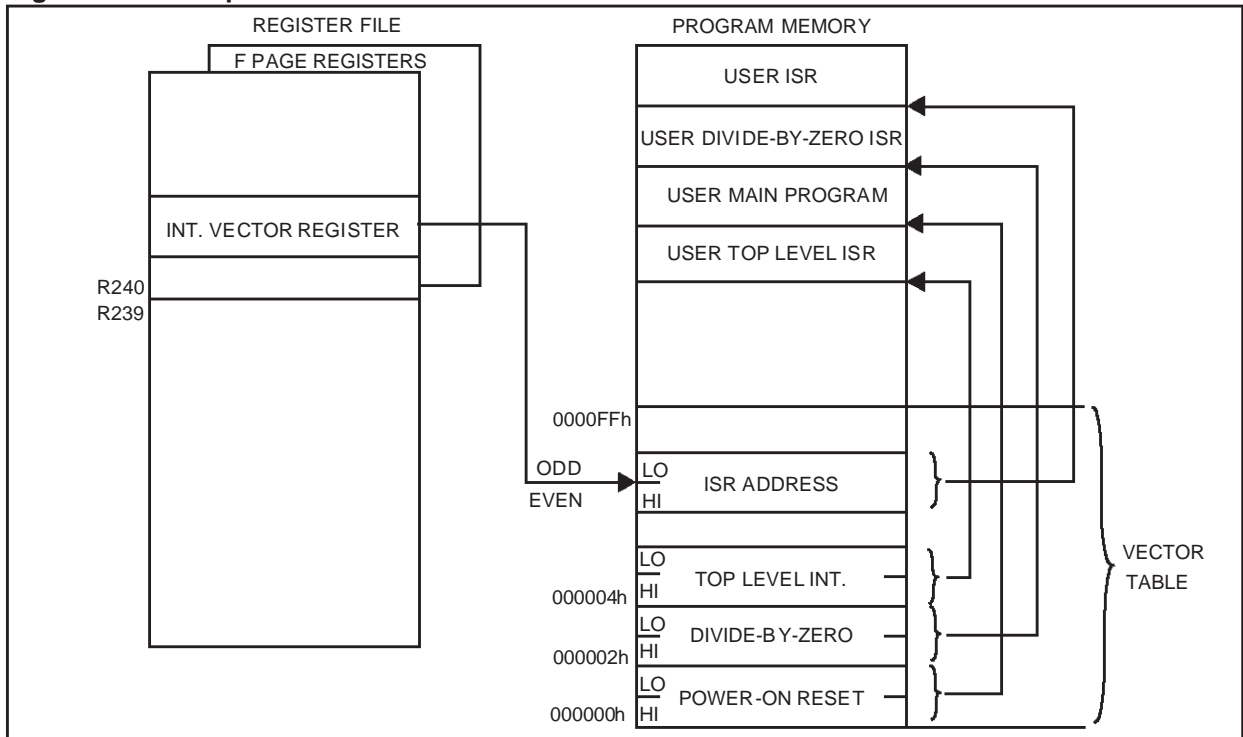 REGISTER FILE
F PAGE REGISTERS
INT. VECTOR REGISTER
R240
R239
PROGRAM MEMORY
USER ISR
USER DIVIDE-BY-ZERO ISR
USER MAIN PROGRAM
USER TOP LEVEL ISR
0000FFh
ODD
EVEN
LO
ISR ADDRESS
HI
LO
TOP LEVEL INT.
000004h
HI
LO
DIVIDE-BY-ZERO
000002h
HI
LO
POWER-ON RESET
000000h
HI
VECTOR
TABLE